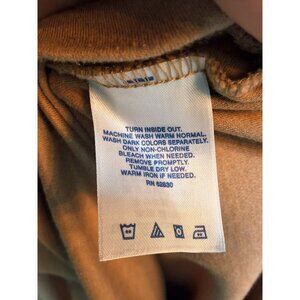 TURN INSIDE OUT.
MACHINE WASH WARM NORMAL.
WASH DARK COLORS SEPARATELY.
ONLY NON-CHLORINE
BLEACH WHEN NEEDED.
REMOVE PROMPTLY.
TUMBLE DRY LOW.
WARM IRON IF NEEDED.
RN 62830